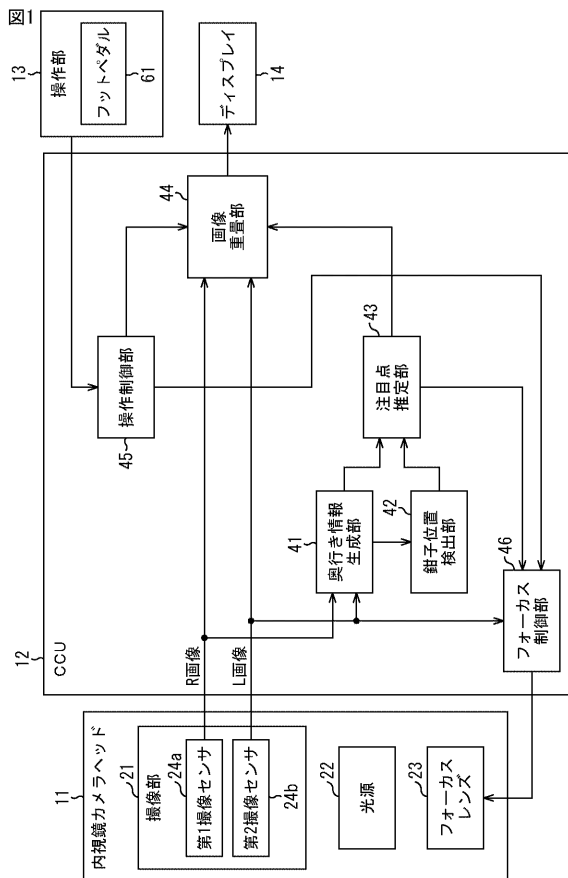 図1
11
内視鏡カメラヘッド
21
撮像部
24a
第1撮像センサ
第2撮像センサ
24b
22
光源
23
フォーカス
レンズ
12
CCU
R画像
L画像
45
操作制御部
44
画像
重畳部
41
奥行き情報
生成部
42
鉗子位置
検出部
43
注目点
推定部
46
フォーカス
制御部
13
操作部
フットペダル
61
ディスプレイ
14